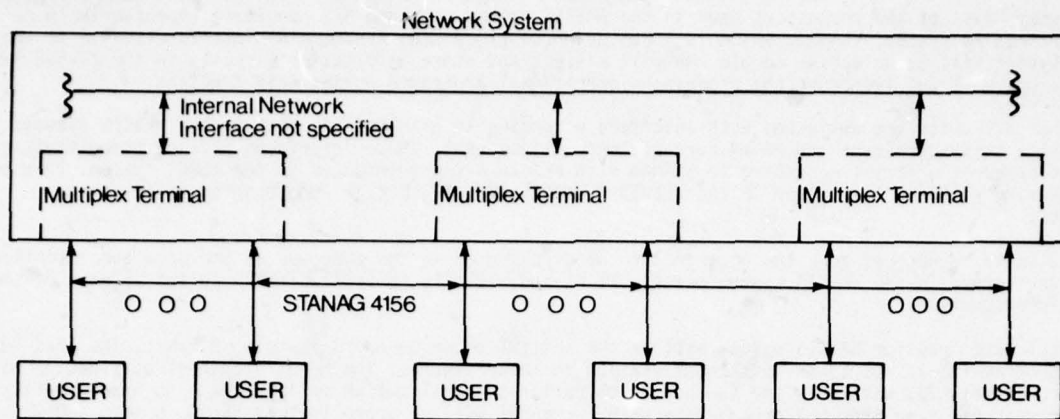 Network System
Internal Network
Interface not specified
Multiplex Terminal
Multiplex Terminal
Multiplex Terminal
O O O
STANAG 4156
O O O
O O O
USER
USER
USER
USER
USER
USER